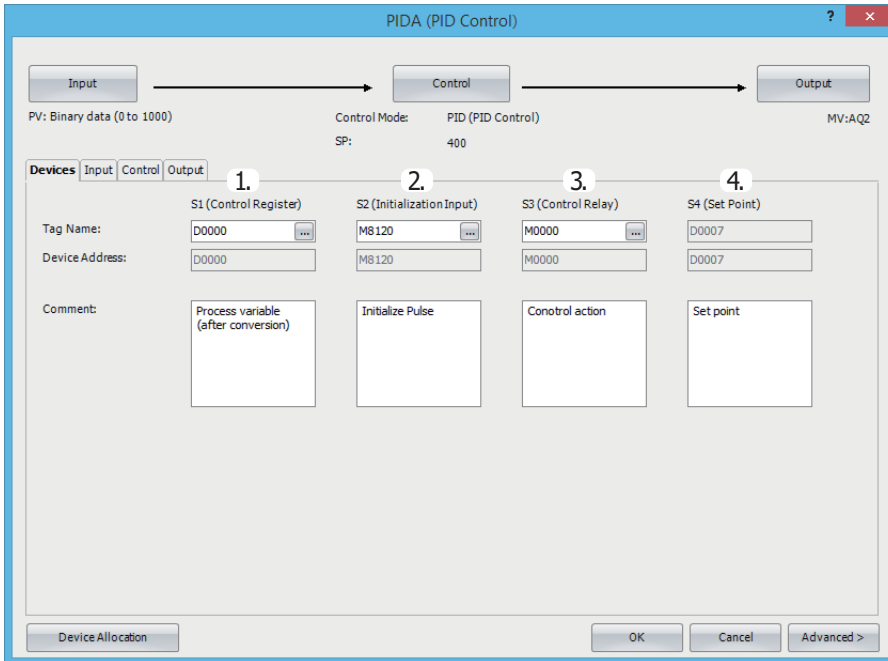 PIDA (PID Control)
? ×
Input
Control
Output
PV: Binary data (0 to 1000)
Control Mode: PID (PID Control)
MV:AQ2
SP: 400
Devices Input Control Output
1. 2. 3. 4.
S1 (Control Register) S2 (Initialization Input) S3 (Control Relay) S4 (Set Point)
Tag Name: D0000 ... M8120 ... M0000 ... D0007
Device Address: D0000 M8120 M0000 D0007
Comment: Process variable Initialize Pulse Conotrol action Set point
(after conversion)
Device Allocation OK Cancel Advanced >